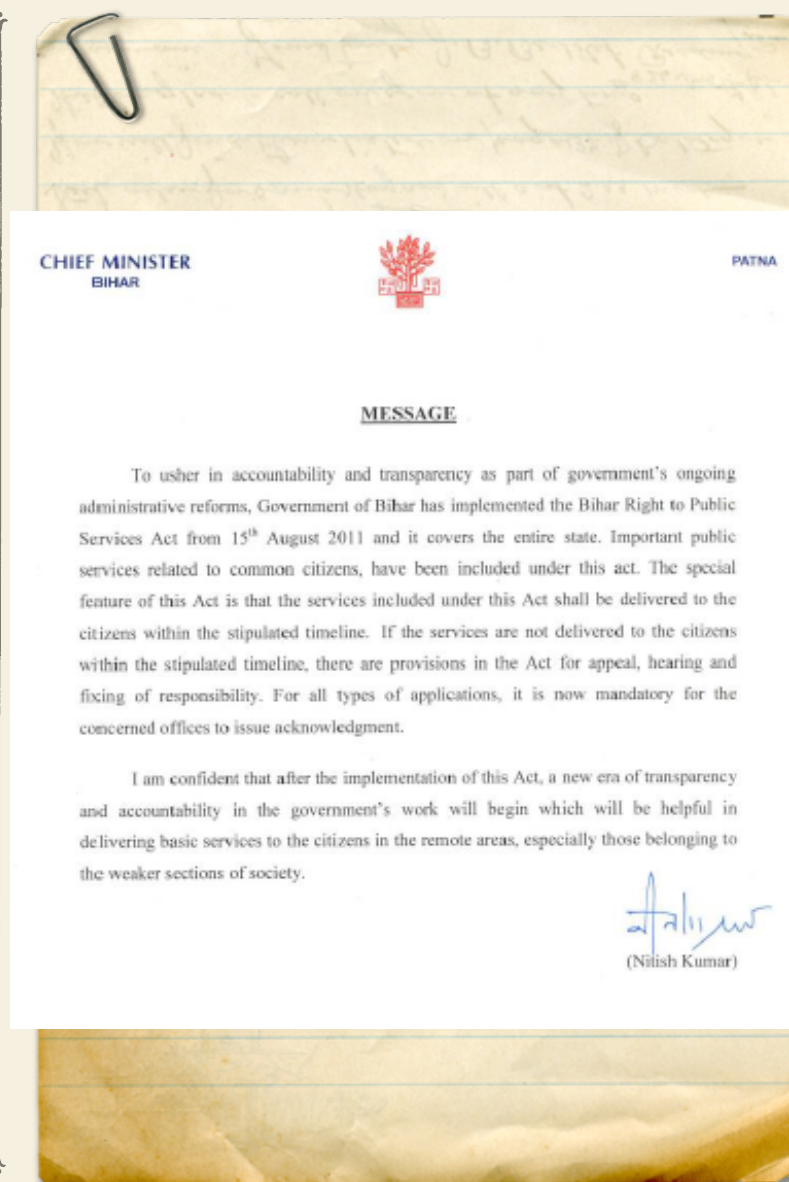 CHIEF MINISTER
BIHAR
PATNA
MESSAGE
To usher in accountability and transparency as part of government's ongoing
administrative reforms, Government of Bihar has implemented the Bihar Right to Public
Services Act from 15th August 2011 and it covers the entire state. Important public
services related to common citizens, have been included under this act. The special
feature of this Act is that the services included under this Act shall be delivered to the
citizens within the stipulated timeline. If the services are not delivered to the citizens
within the stipulated timeline, there are provisions in the Act for appeal, hearing and
fixing of responsibility. For all types of applications, it is now mandatory for the
concerned offices to issue acknowledgment.
I am confident that after the implementation of this Act, a new era of transparency
and accountability in the government's work will begin which will be helpful in
delivering basic services to the citizens in the remote areas, especially those belonging to
the weaker sections of society.
(Nitish Kumar)